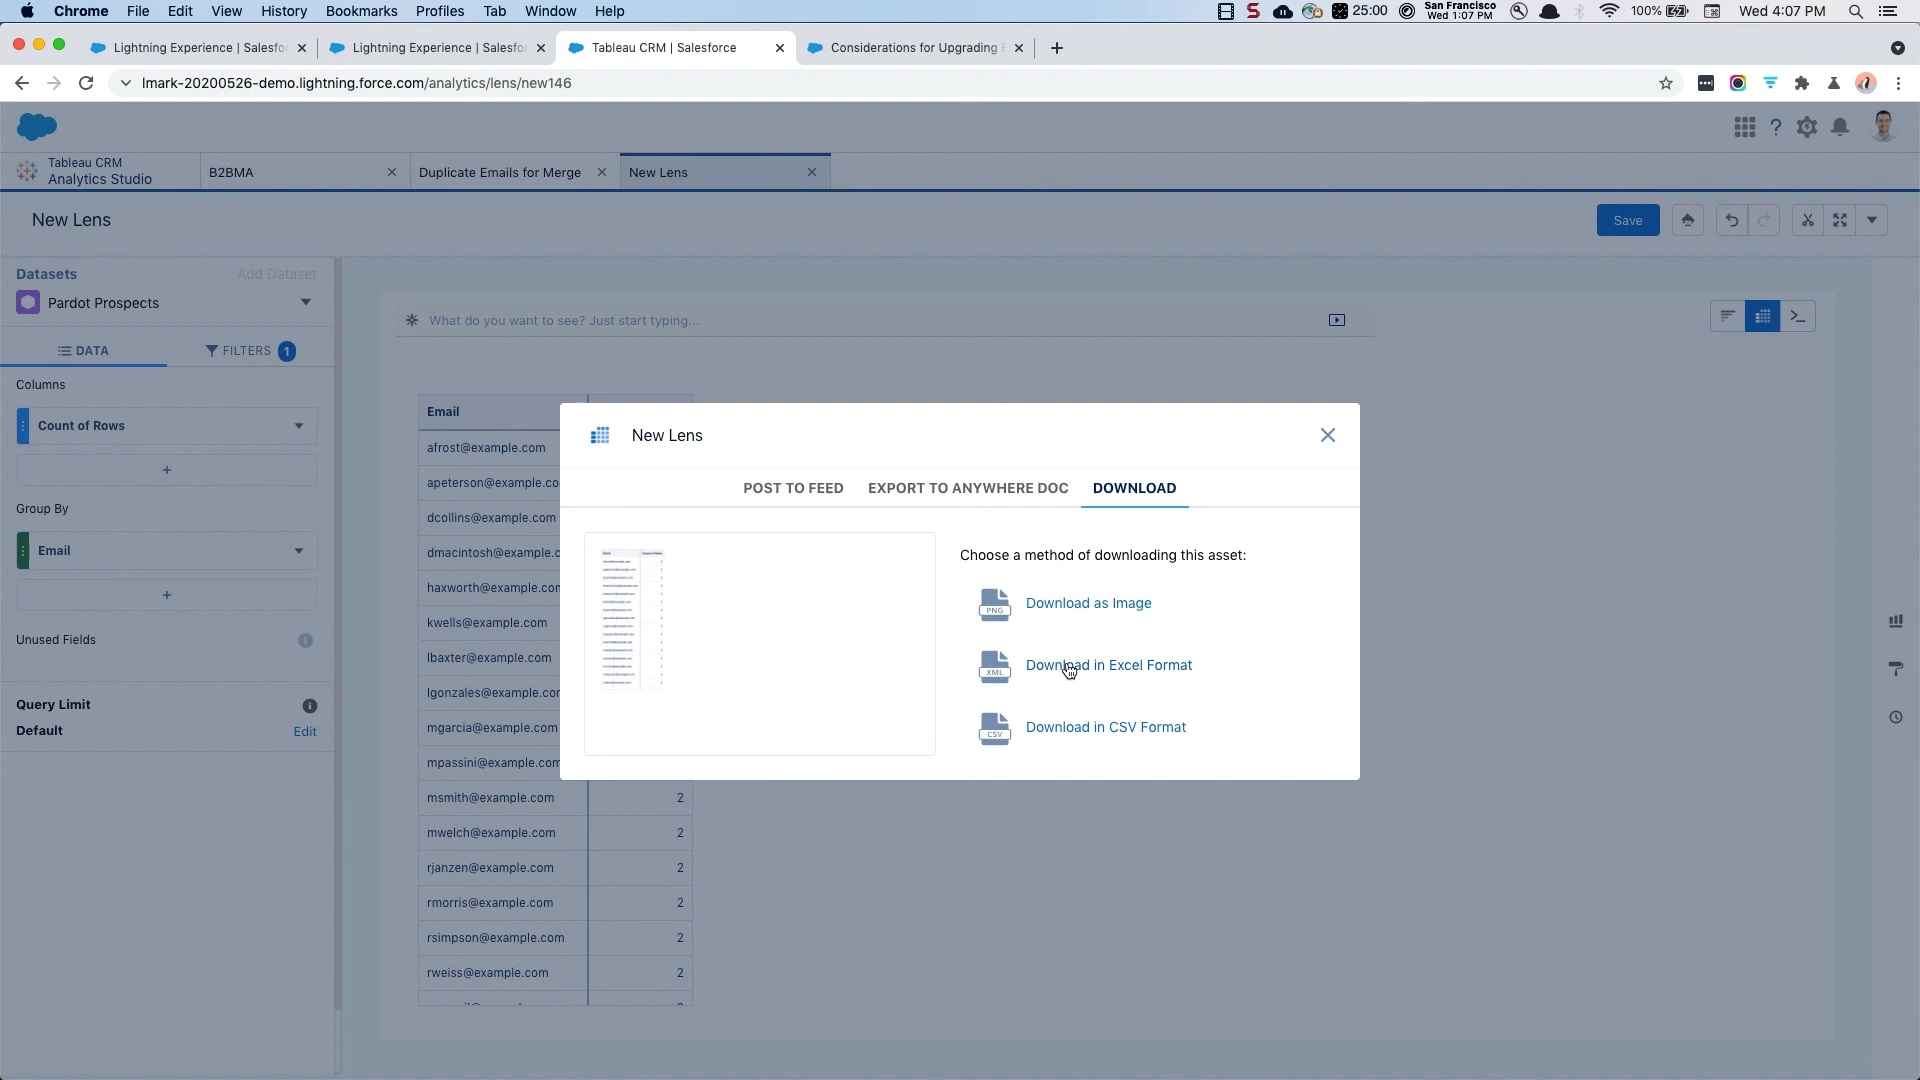 Chrome File Edit View History Bookmarks Profiles Tab Window Help
25:00 San Francisco 100% Wed 4:07 PM
Wed 1:07 PM
Lightning Experience | Salesfo
Lightning Experience | Salesfo
Tableau CRM | Salesforce
Considerations for Upgrading
lmark-20200526-demo.lightning.force.com/analytics/lens/new146
Tableau CRM
Analytics Studio
B2BMA
Duplicate Emails for Merge
New Lens
New Lens
Save
Datasets
Add Dataset
Pardot Prospects
What do you want to see? Just start typing...
DATA
FILTERS 1
Columns
Count of Rows
Group By
Email
Unused Fields
Query Limit
Default
Edit
Email
afrost@example.com
apeterson@example.co
dcollins@example.com
dmacintosh@example.c
haxworth@example.con
kwells@example.com
lbaxter@example.com
lgonzales@example.cor
mgarcia@example.com
mpassini@example.com
msmith@example.com 2
mwelch@example.com 2
rjanzen@example.com 2
rmorris@example.com 2
rsimpson@example.com 2
rweiss@example.com 2
New Lens
POST TO FEED
EXPORT TO ANYWHERE DOC
DOWNLOAD
Choose a method of downloading this asset:
PNG
Download as Image
XML
Download in Excel Format
CSV
Download in CSV Format